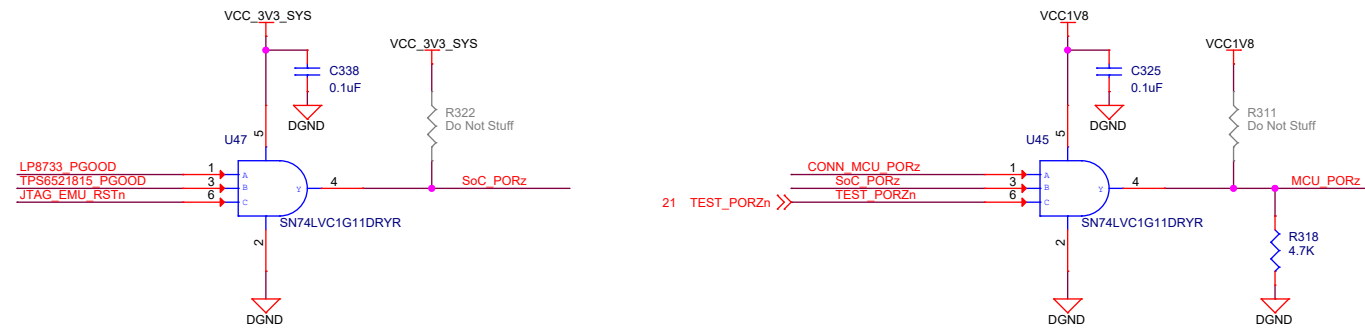 VCC_3V3_SYS
VCC_3V3_SYS
C338
0.1uF
DGND
R322
Do Not Stuff
U47
5
LP8733_PGOOD
1
A
TPS6521815_PGOOD
3
B
Y
4
SoC_PORz
JTAG_EMU_RSTn
6
C
SN74LVC1G11DRYR
2
DGND
VCC1V8
VCC1V8
C325
0.1uF
DGND
R311
Do Not Stuff
U45
5
CONN_MCU_PORz
1
A
SoC_PORz
3
B
Y
4
MCU_PORz
21 TEST_PORZn
TEST_PORZn
6
C
SN74LVC1G11DRYR
2
R318
4.7K
DGND
DGND